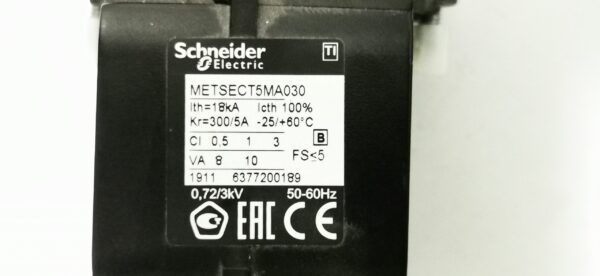 Schneider
Electric
TI
METSECT5MA030
Ith=18kA Icth 100%
Kr=300/5A -25/+60°C
Cl 0,5 1 3 B
VA 8 10 FS≤5
1911 6377200189
0,72/3kV 50-60Hz
EAC CE